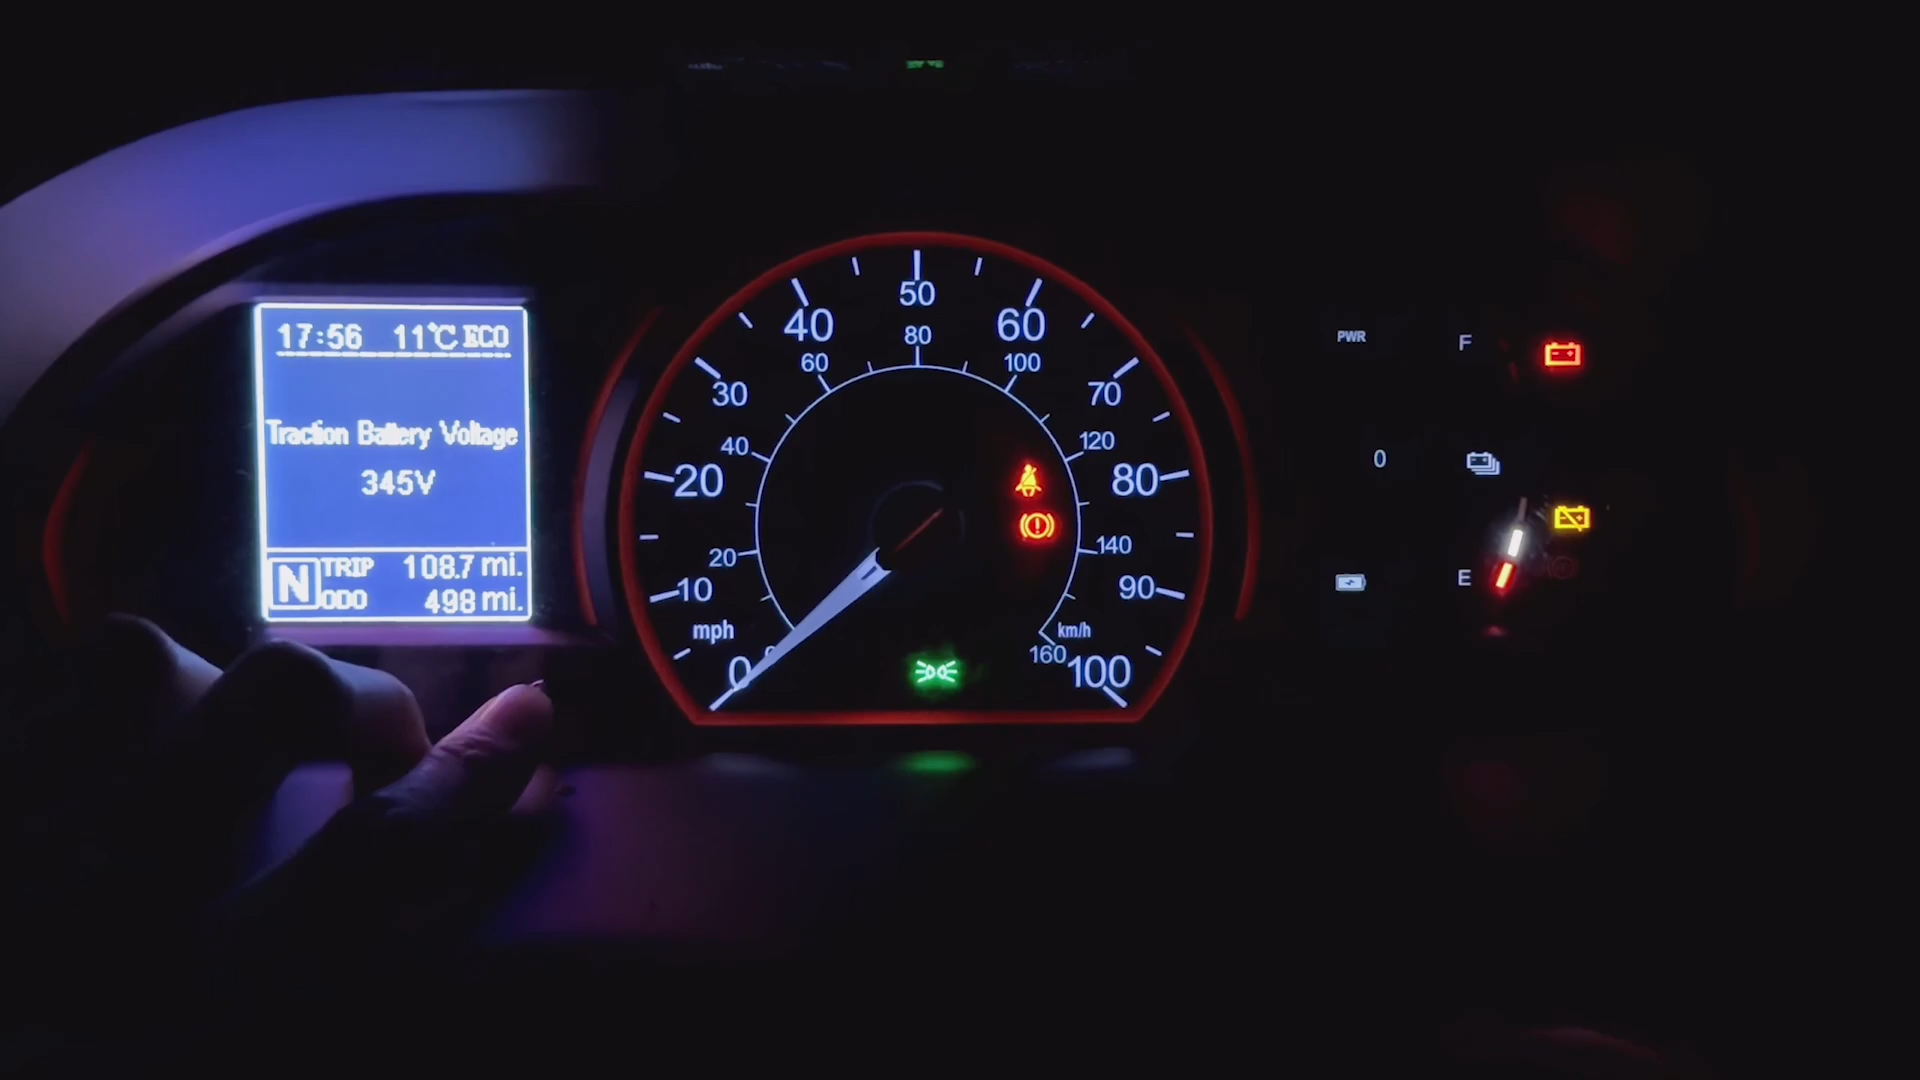 17:56 11℃ ECO
Traction Battery Voltage
345V
N
TRIP 108.7 mi.
ODO 498 mi.
0
10
20
30
40
50
60
70
80
90
100
mph
20
40
60
80
100
120
140
160
km/h
PWR
0
F
E